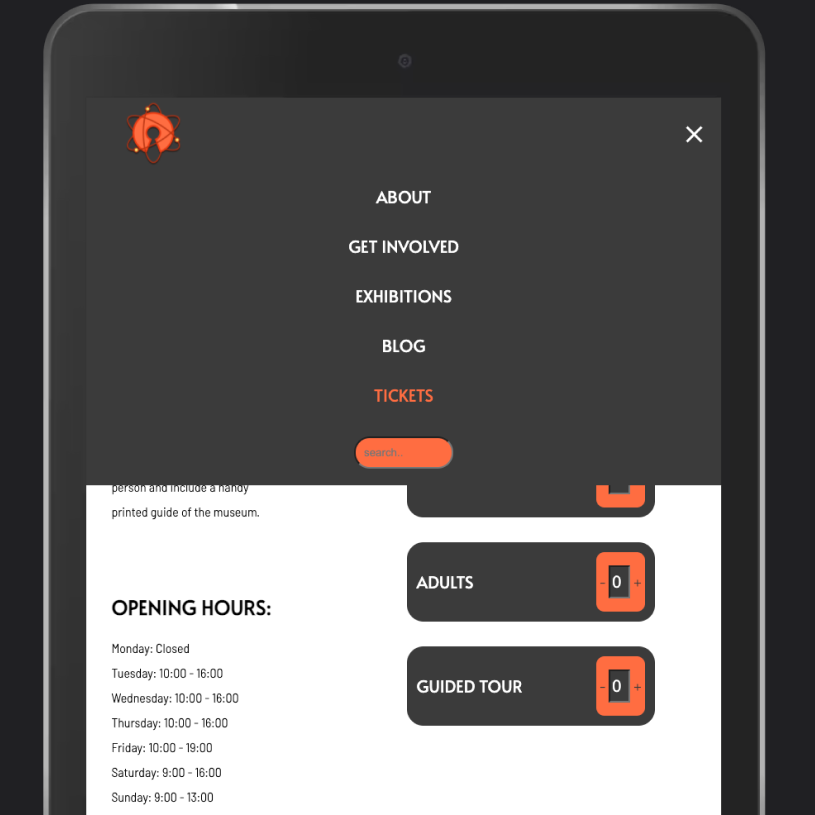 ABOUT
GET INVOLVED
EXHIBITIONS
BLOG
TICKETS
search..
person and include a handy
printed guide of the museum.
ADULTS
- 0 +
GUIDED TOUR
- 0 +
OPENING HOURS:
Monday: Closed
Tuesday: 10:00 - 16:00
Wednesday: 10:00 - 16:00
Thursday: 10:00 - 16:00
Friday: 10:00 - 19:00
Saturday: 9:00 - 16:00
Sunday: 9:00 - 13:00